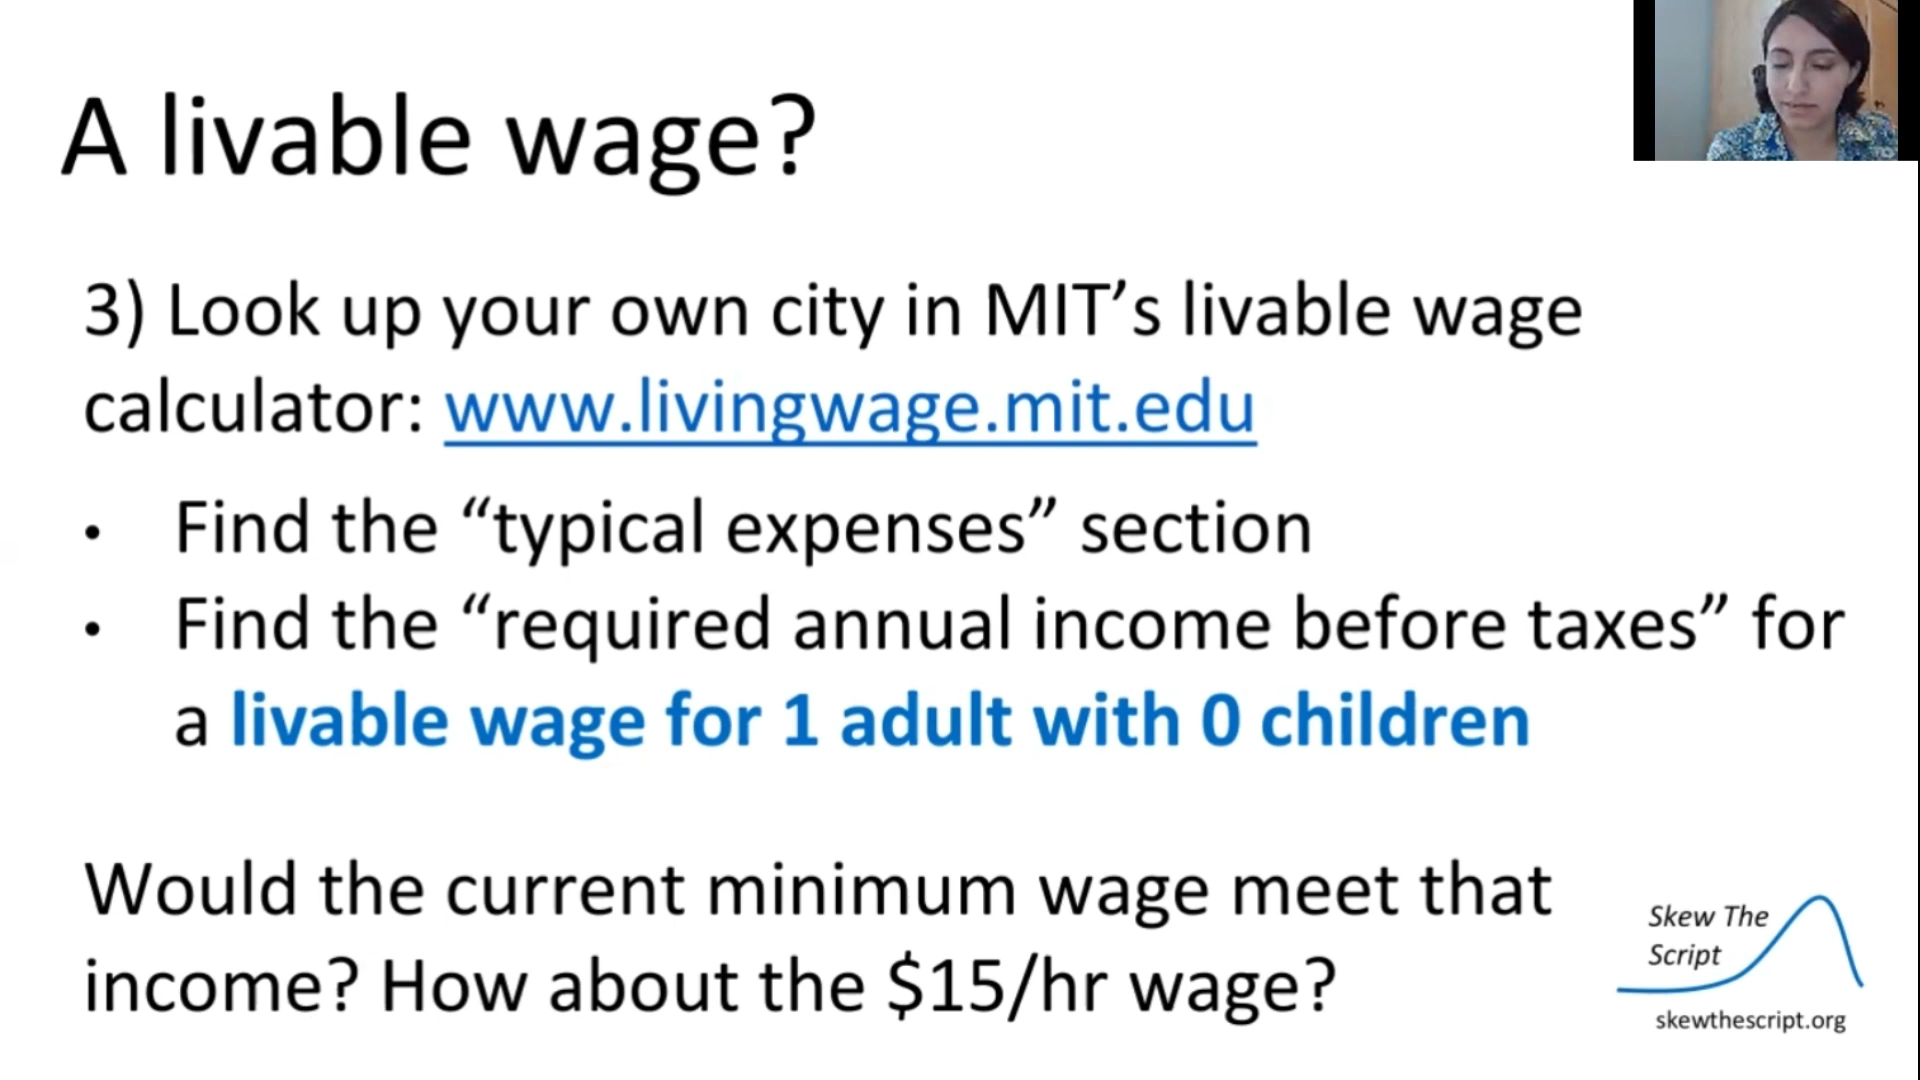 A livable wage?
3) Look up your own city in MIT’s livable wage
calculator: www.livingwage.mit.edu
• Find the “typical expenses” section
• Find the “required annual income before taxes” for
a livable wage for 1 adult with 0 children
Would the current minimum wage meet that
income? How about the $15/hr wage?
Skew The
Script
skewthescript.org